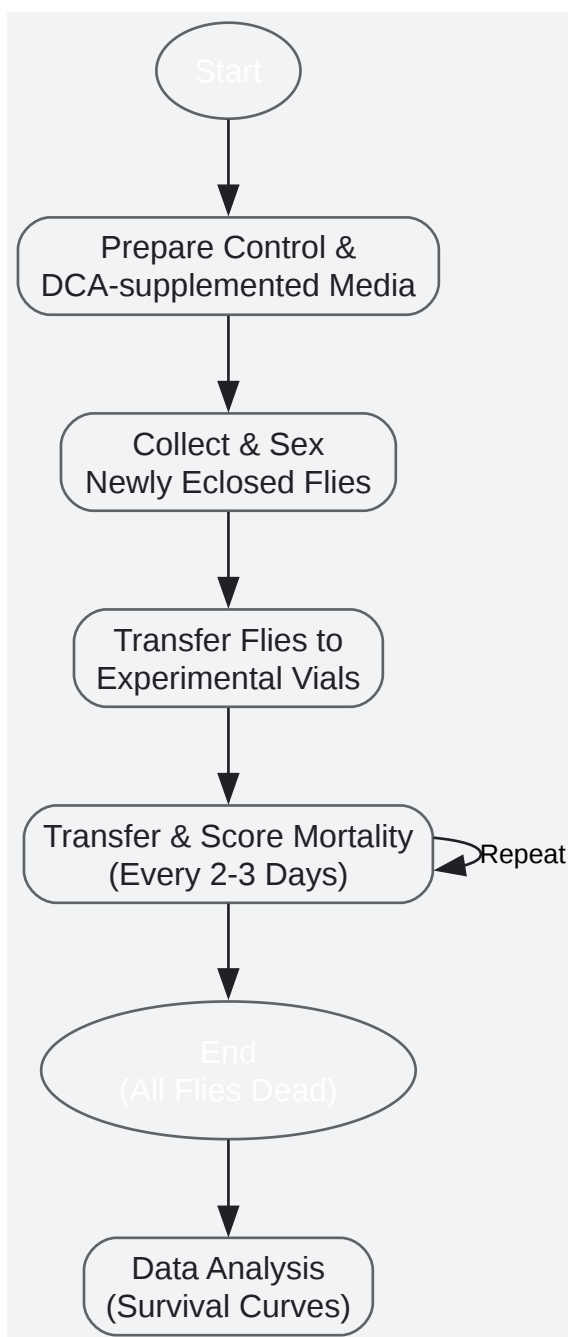 Start
Prepare Control &
DCA-supplemented Media
Collect & Sex
Newly Eclosed Flies
Transfer Flies to
Experimental Vials
Transfer & Score Mortality
(Every 2-3 Days)
Repeat
End
(All Flies Dead)
Data Analysis
(Survival Curves)